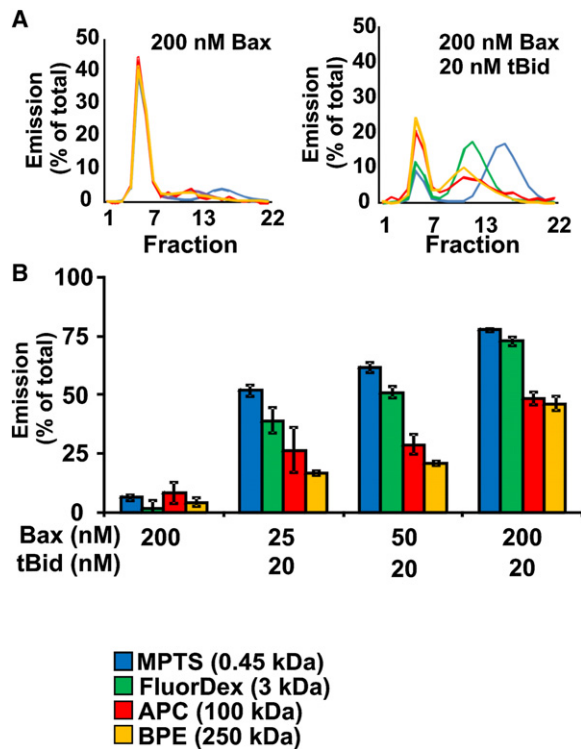 A
200 nM Bax
200 nM Bax
20 nM tBid
Emission
(% of total)
50
40
30
20
10
0
1 7 13 22
Fraction
Emission
(% of total)
50
40
30
20
10
0
1 7 13 22
Fraction
B
Emission
(% of total)
100
75
50
25
0
Bax (nM) 200 25 50 200
tBid (nM) 20 20 20
MPTS (0.45 kDa)
FluorDex (3 kDa)
APC (100 kDa)
BPE (250 kDa)